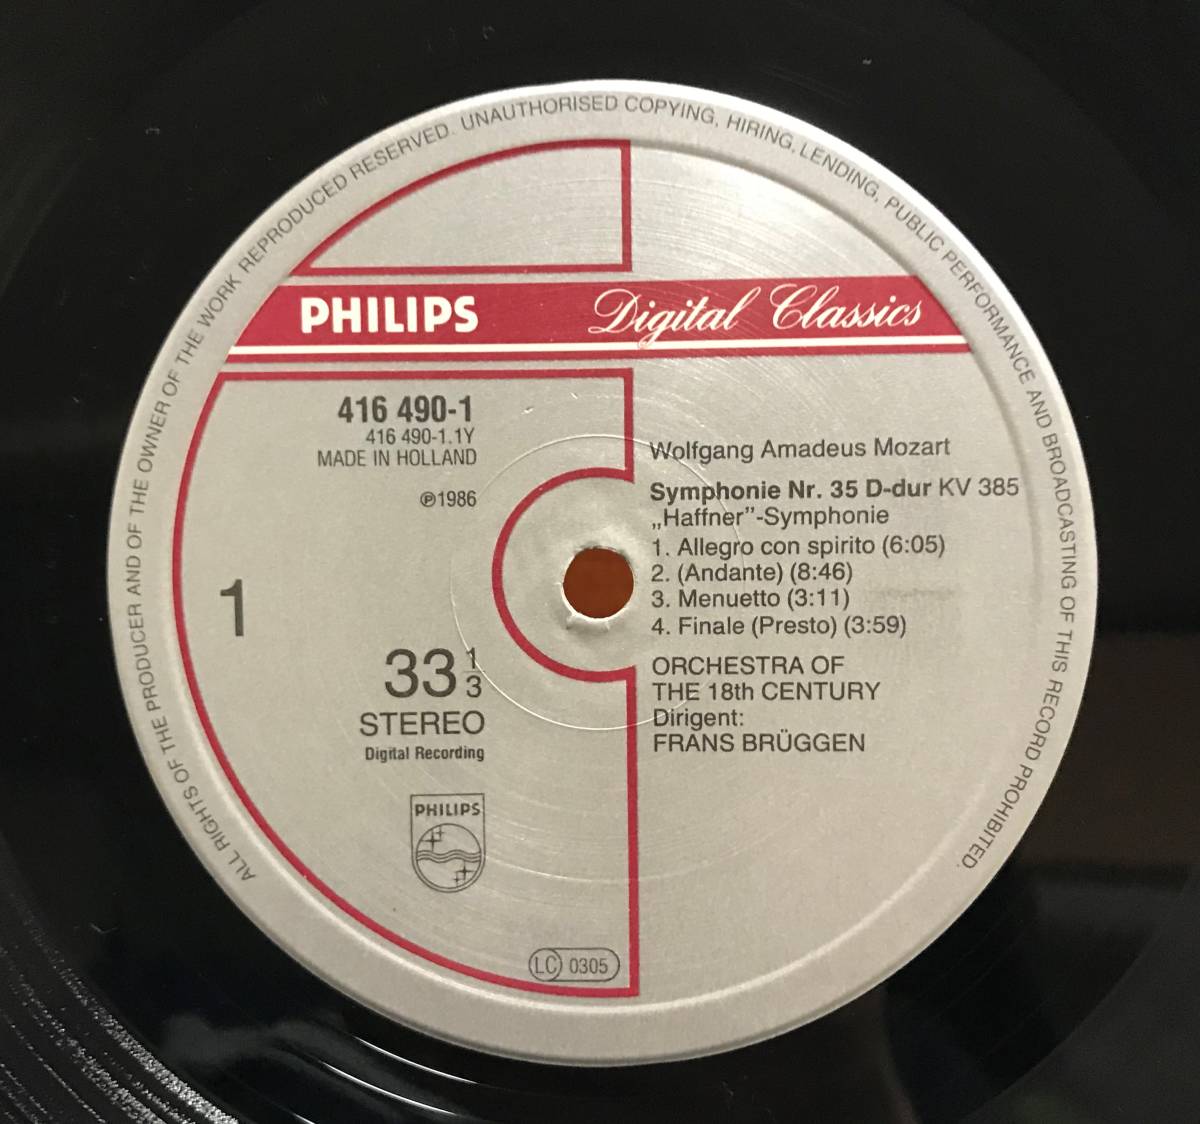 ALL RIGHTS OF THE PRODUCER AND OF THE OWNER OF THE WORK REPRODUCED RESERVED. UNAUTHORISED COPYING, HIRING, LENDING, PUBLIC PERFORMANCE AND BROADCASTING OF THIS RECORD PROHIBITED.
PHILIPS Digital Classics
416 490-1
416 490-1.1Y
MADE IN HOLLAND
℗1986
1
33 1/3
STEREO
Digital Recording
PHILIPS
LC 0305
Wolfgang Amadeus Mozart
Symphonie Nr. 35 D-dur KV 385
„Haffner”-Symphonie
1. Allegro con spirito (6:05)
2. (Andante) (8:46)
3. Menuetto (3:11)
4. Finale (Presto) (3:59)
ORCHESTRA OF
THE 18th CENTURY
Dirigent:
FRANS BRÜGGEN